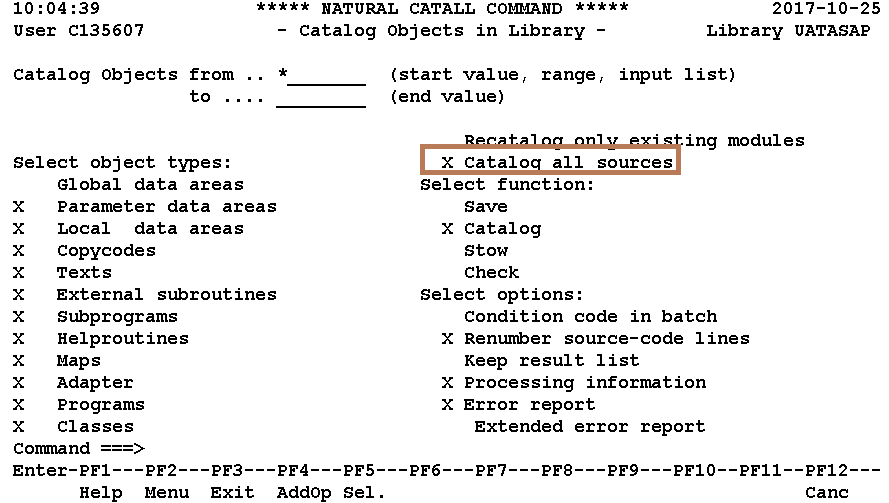 10:04:39 ***** NATURAL CATALL COMMAND ***** 2017-10-25
User C135607 - Catalog Objects in Library - Library UATASAP
Catalog Objects from .. *________ (start value, range, input list)
to .... _________ (end value)
Recatalog only existing modules
Select object types: X Catalog all sources
Global data areas Select function:
X Parameter data areas Save
X Local data areas X Catalog
X Copycodes Stow
X Texts Check
X External subroutines Select options:
X Subprograms Condition code in batch
X Helproutines X Renumber source-code lines
X Maps Keep result list
X Adapter X Processing information
X Programs X Error report
X Classes Extended error report
Command ===>
Enter-PF1---PF2---PF3---PF4---PF5---PF6---PF7---PF8---PF9---PF10--PF11--PF12---
Help Menu Exit AddOp Sel. Canc